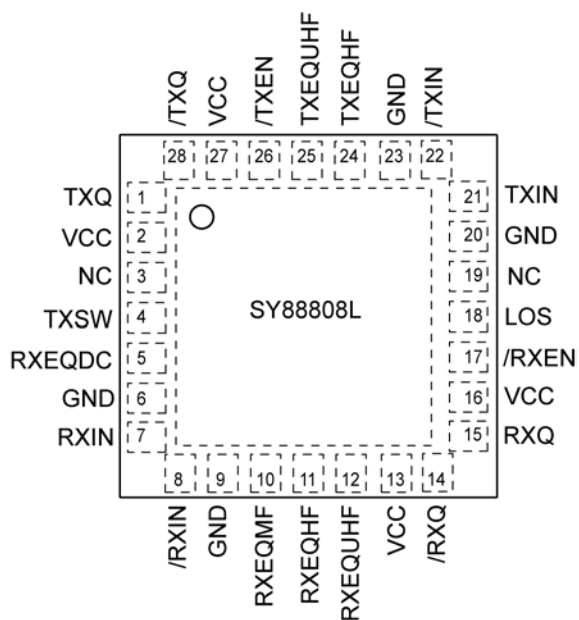 /TXQ
VCC
/TXEN
TXEQUHF
TXEQHF
GND
/TXIN
28 27 26 25 24 23 22
TXQ 1
VCC 2
NC 3
TXSW 4
RXEQDC 5
GND 6
RXIN 7
SY88808L
21 TXIN
20 GND
19 NC
18 LOS
17 /RXEN
16 VCC
15 RXQ
8 9 10 11 12 13 14
/RXIN
GND
RXEQMF
RXEQHF
RXEQUHF
VCC
/RXQ